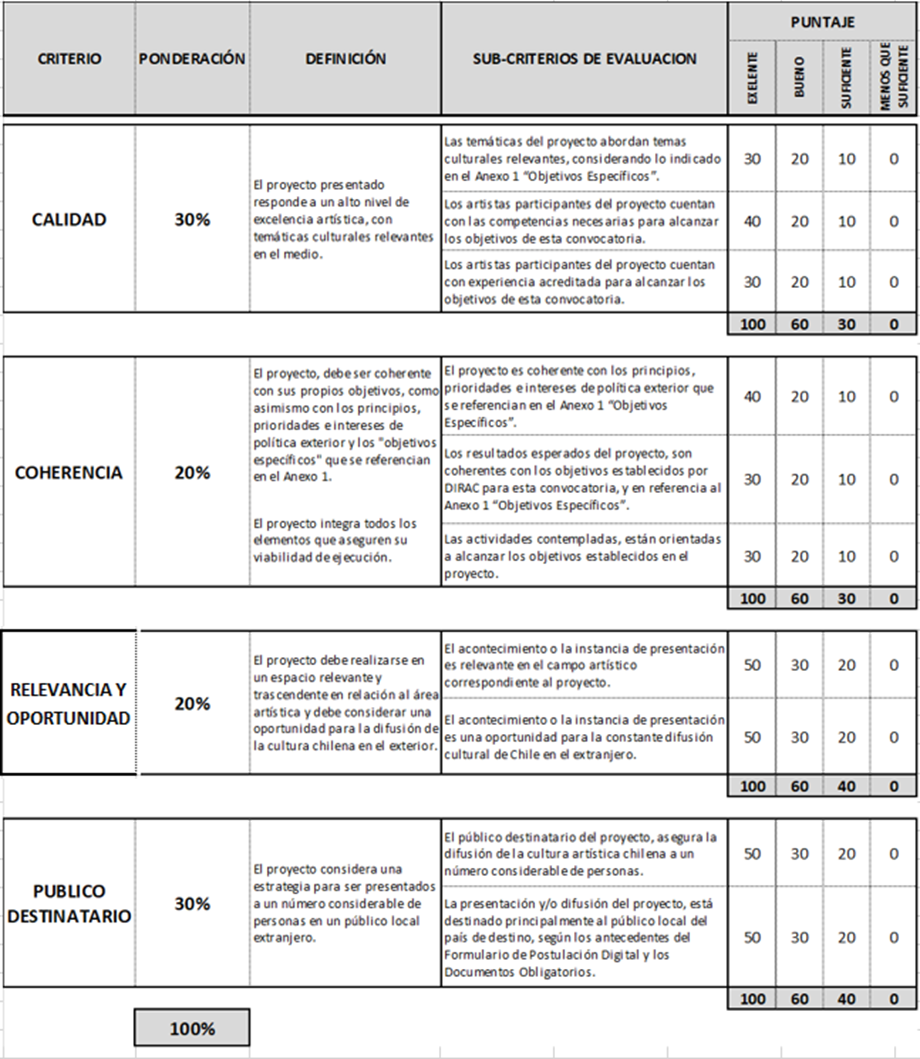 CRITERIO PONDERACIÓN DEFINICIÓN SUB-CRITERIOS DE EVALUACION
PUNTAJE
EXELENTE BUENO SUFICIENTE MENOS QUE
SUFICIENTE
CALIDAD
30%
El proyecto presentado
responde a un alto nivel de
excelencia artística, con
temáticas culturales relevantes
en el medio.
Las temáticas del proyecto abordan temas
culturales relevantes, considerando lo indicado
en el Anexo 1 “Objetivos Específicos”.
30 20 10 0
Los artistas participantes del proyecto cuentan
con las competencias necesarias para alcanzar
los objetivos de esta convocatoria.
40 20 10 0
Los artistas participantes del proyecto cuentan
con experiencia acreditada para alcanzar los
objetivos de esta convocatoria.
30 20 10 0
100 60 30 0
COHERENCIA
20%
El proyecto, debe ser coherente
con sus propios objetivos, como
asimismo con los principios,
prioridades e intereses de
política exterior y los "objetivos
específicos" que se referencian
en el Anexo 1.
El proyecto integra todos los
elementos que aseguren su
viabilidad de ejecución.
El proyecto es coherente con los principios,
prioridades e intereses de política exterior que
se referencian en el Anexo 1 “Objetivos
Específicos”.
40 20 10 0
Los resultados esperados del proyecto, son
coherentes con los objetivos establecidos por
DIRAC para esta convocatoria, y en referencia al
Anexo 1 “Objetivos Específicos”.
30 20 10 0
Las actividades contempladas, están orientadas
a alcanzar los objetivos establecidos en el
proyecto.
30 20 10 0
100 60 30 0
RELEVANCIA Y
OPORTUNIDAD
20%
El proyecto debe realizarse en
un espacio relevante y
trascendente en relación al área
artística y debe considerar una
oportunidad para la difusión de
la cultura chilena en el exterior.
El acontecimiento o la instancia de presentación
es relevante en el campo artístico
correspondiente al proyecto.
50 30 20 0
El acontecimiento o la instancia de presentación
es una oportunidad para la constante difusión
cultural de Chile en el extranjero.
50 30 20 0
100 60 40 0
PUBLICO
DESTINATARIO
30%
El proyecto considera una
estrategia para ser presentados
a un número considerable de
personas en un público local
extranjero.
El público destinatario del proyecto, asegura la
difusión de la cultura artística chilena a un
número considerable de personas.
50 30 20 0
La presentación y/o difusión del proyecto, está
destinado principalmente al público local del
país de destino, según los antecedentes del
Formulario de Postulación Digital y los
Documentos Obligatorios.
50 30 20 0
100 60 40 0
100%